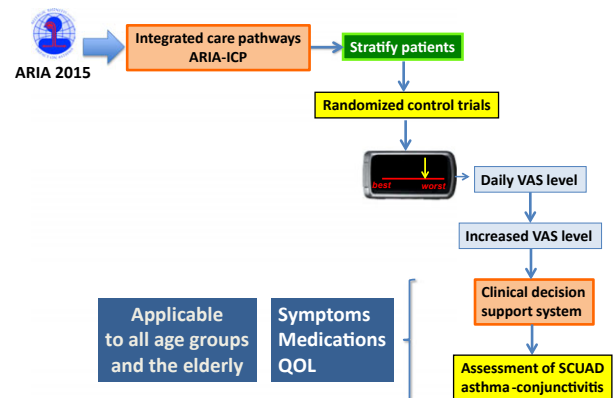 ARIA 2015
Integrated care pathways
ARIA-ICP
Stratify patients
Randomized control trials
best
worst
Daily VAS level
Increased VAS level
Clinical decision
support system
Applicable
to all age groups
and the elderly
Symptoms
Medications
QOL
Assessment of SCUAD
asthma-conjunctivitis